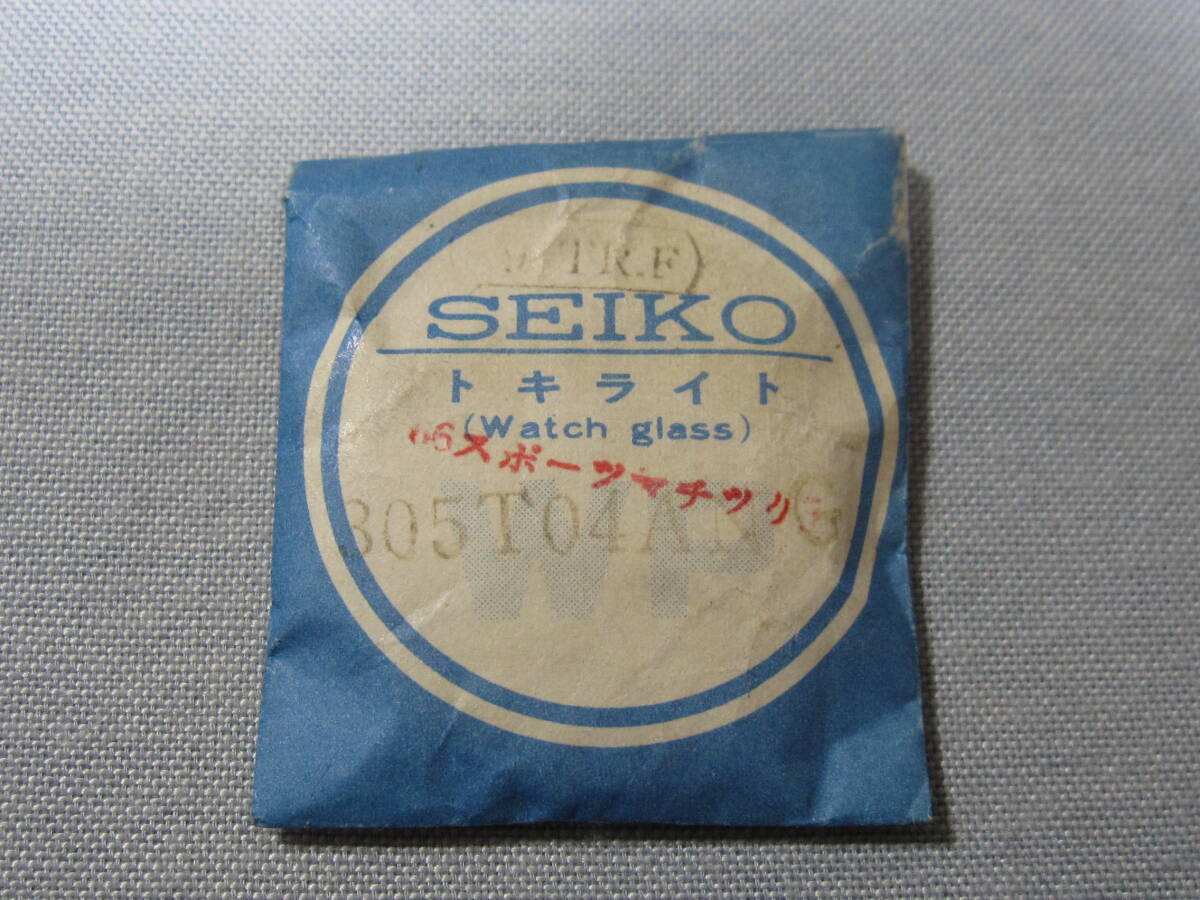 TR.F)
SEIKO
トキライト
(Watch glass)
66スポーツマチック
305T04AN G
WP